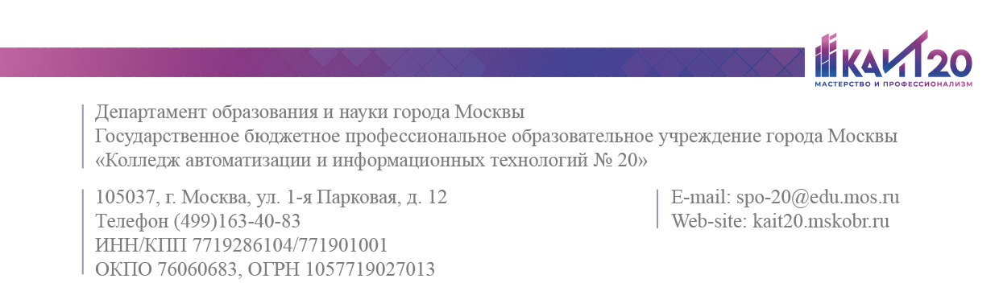 КАИТ20
МАСТЕРСТВО И ПРОФЕССИОНАЛИЗМ
Департамент образования и науки города Москвы
Государственное бюджетное профессиональное образовательное учреждение города Москвы
«Колледж автоматизации и информационных технологий № 20»
105037, г. Москва, ул. 1-я Парковая, д. 12
Телефон (499)163-40-83
ИНН/КПП 7719286104/771901001
ОКПО 76060683, ОГРН 1057719027013
E-mail: spo-20@edu.mos.ru
Web-site: kait20.mskobr.ru